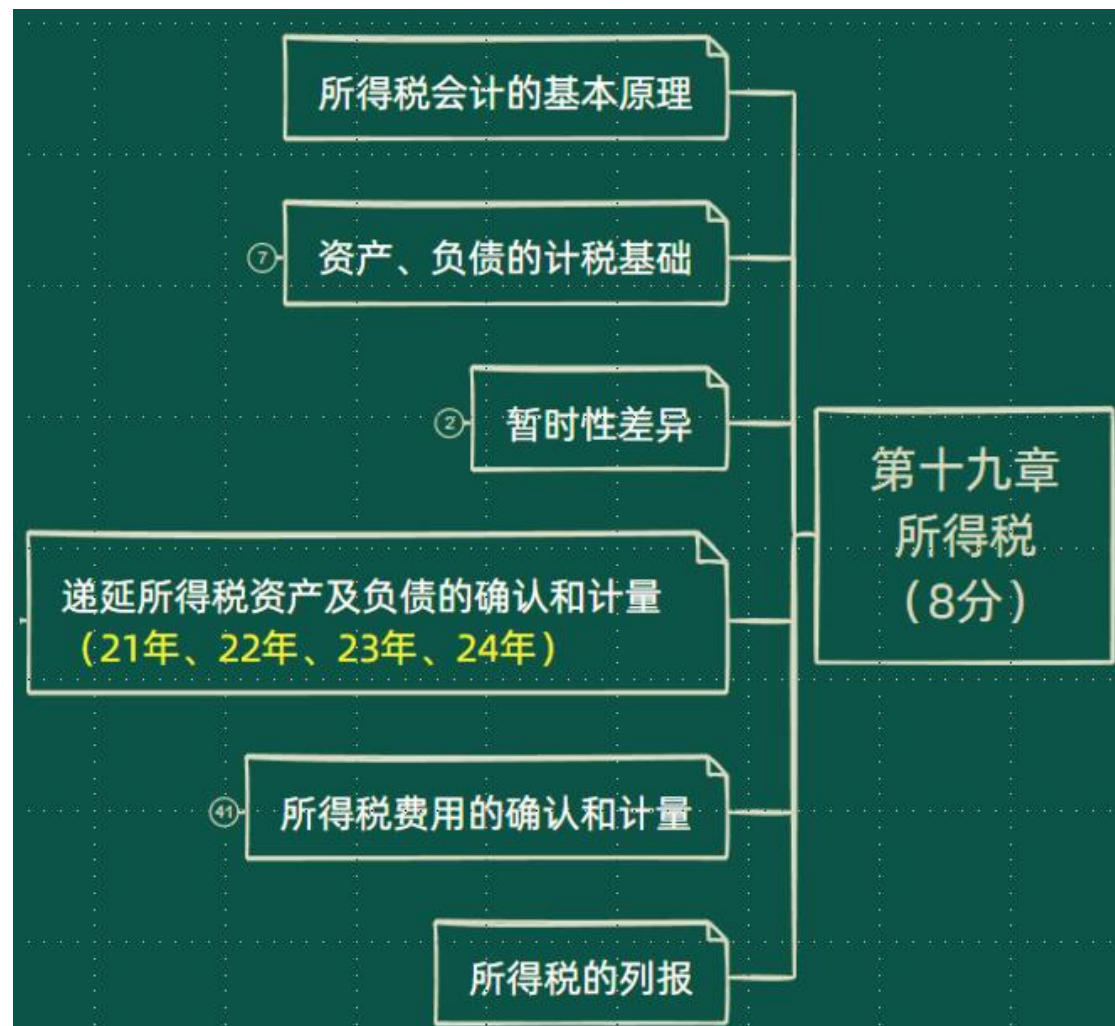 所得税会计的基本原理
⑦
资产、负债的计税基础
②
暂时性差异
第十九章
所得税
（8分）
递延所得税资产及负债的确认和计量
（21年、22年、23年、24年）
㊶
所得税费用的确认和计量
所得税的列报